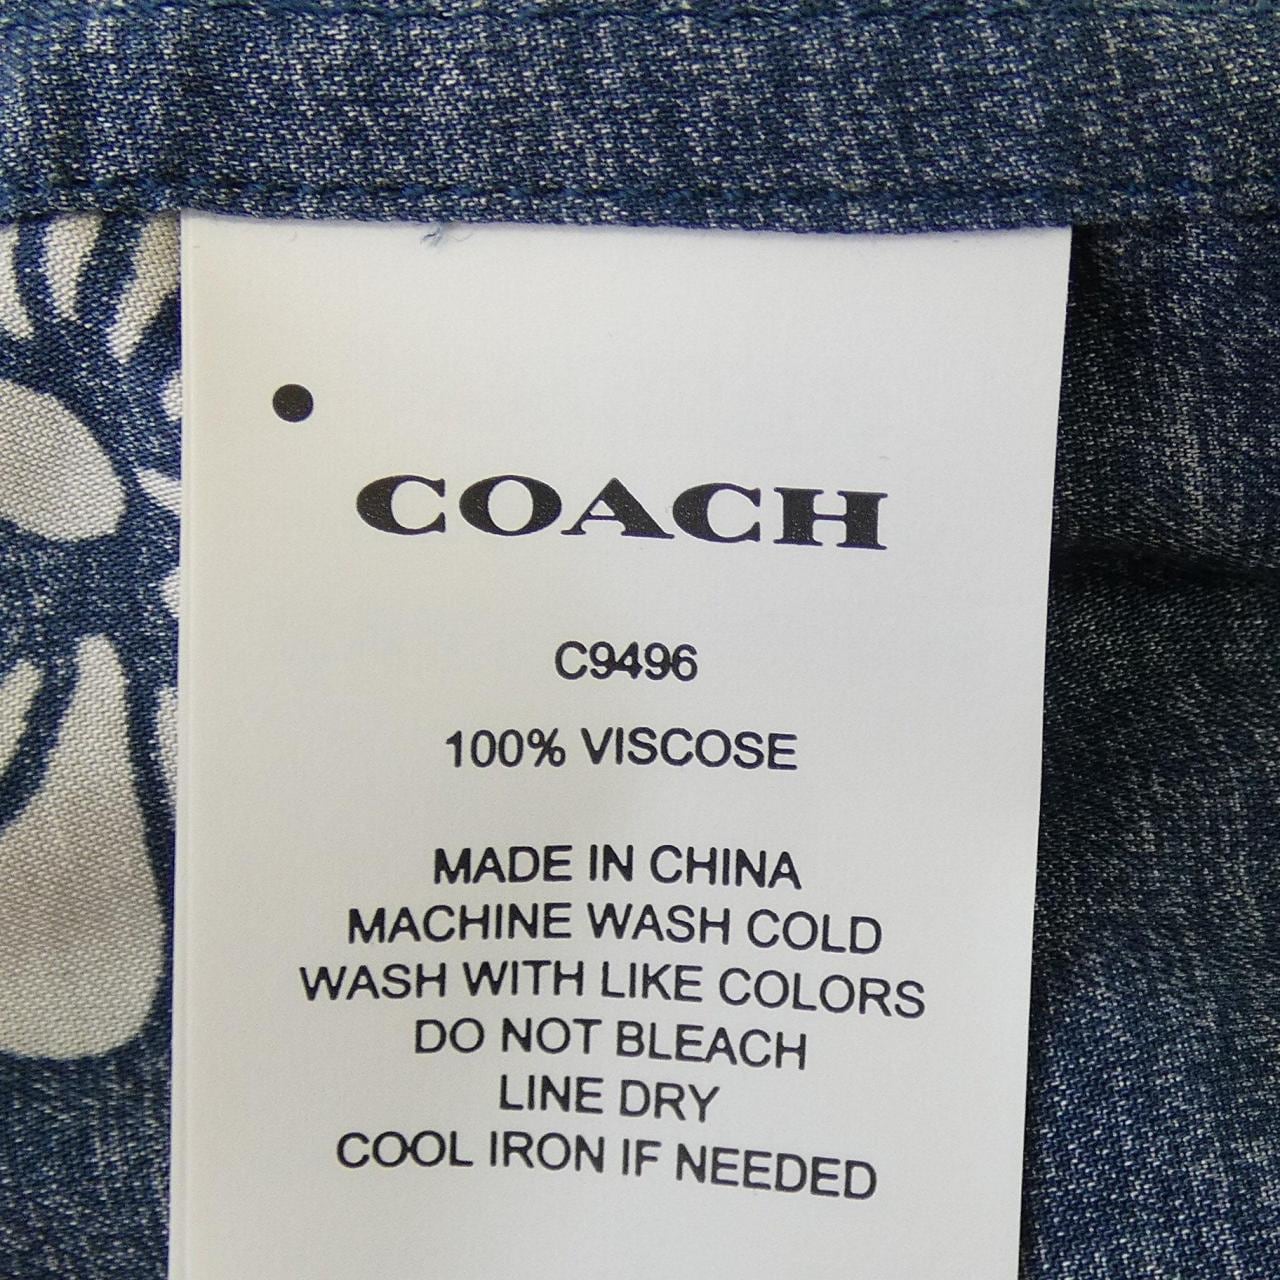 COACH
C9496
100% VISCOSE
MADE IN CHINA
MACHINE WASH COLD
WASH WITH LIKE COLORS
DO NOT BLEACH
LINE DRY
COOL IRON IF NEEDED